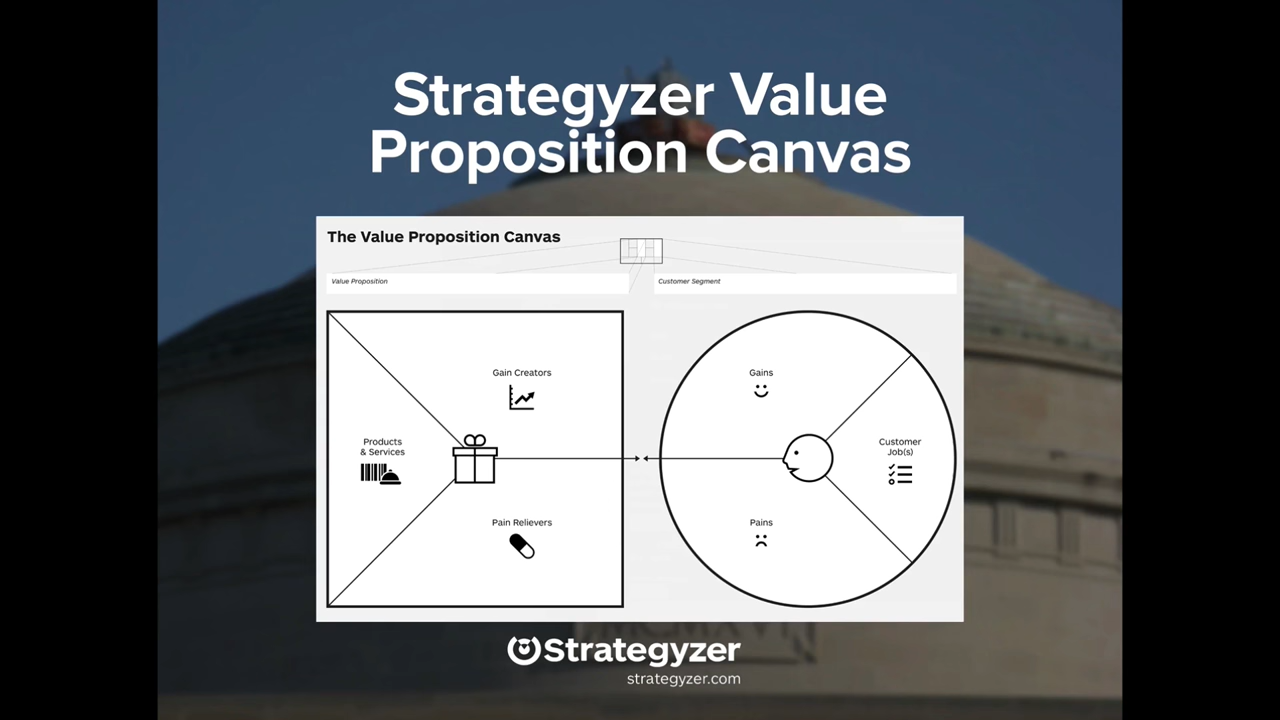 Strategyzer Value
Proposition Canvas
The Value Proposition Canvas
Value Proposition
Customer Segment
Gain Creators
Products
& Services
Pain Relievers
Gains
Customer
Job(s)
Pains
Strategyzer
strategyzer.com